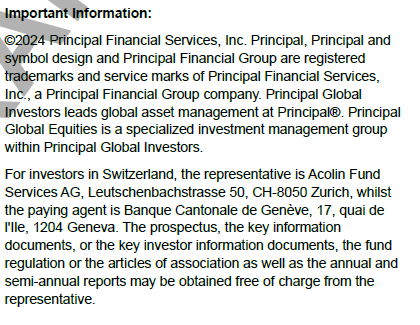 Important Information:
©2024 Principal Financial Services, Inc. Principal, Principal and
symbol design and Principal Financial Group are registered
trademarks and service marks of Principal Financial Services,
Inc., a Principal Financial Group company. Principal Global
Investors leads global asset management at Principal®. Principal
Global Equities is a specialized investment management group
within Principal Global Investors.
For investors in Switzerland, the representative is Acolin Fund
Services AG, Leutschenbachstrasse 50, CH-8050 Zurich, whilst
the paying agent is Banque Cantonale de Genève, 17, quai de
l'Ile, 1204 Geneva. The prospectus, the key information
documents, or the key investor information documents, the fund
regulation or the articles of association as well as the annual and
semi-annual reports may be obtained free of charge from the
representative.